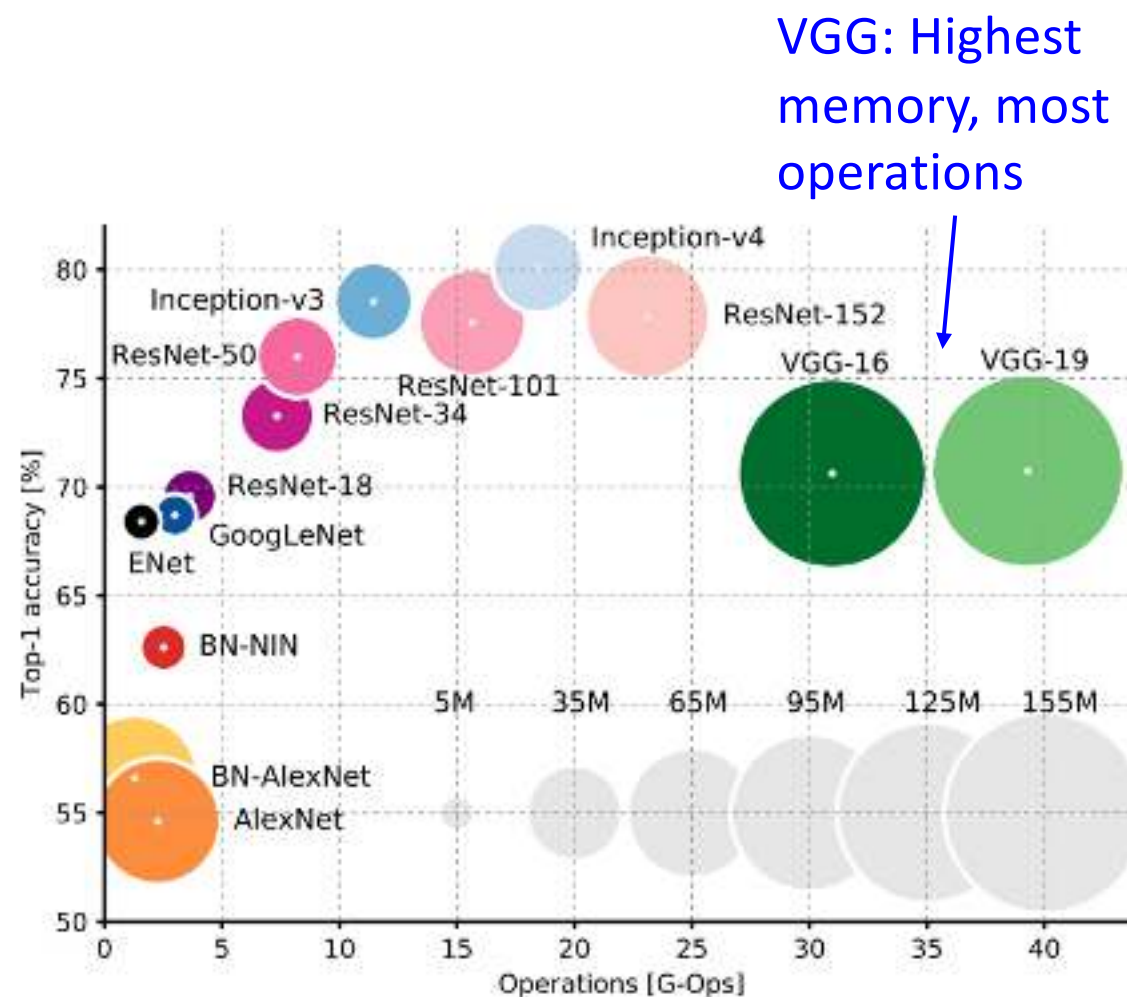 VGG: Highest
memory, most
operations
Inception-v4
80
Inception-v3
ResNet-152
ResNet-50
VGG-16
VGG-19
75
ResNet-101
ResNet-34
70
ResNet-18
GoogLeNet
ENet
65
BN-NIN
60
5M 35M 65M 95M 125M 155M
BN-AlexNet
55
AlexNet
50
0 5 10 15 20 25 30 35 40
Operations [G-Ops]
Top-1 accuracy [%]